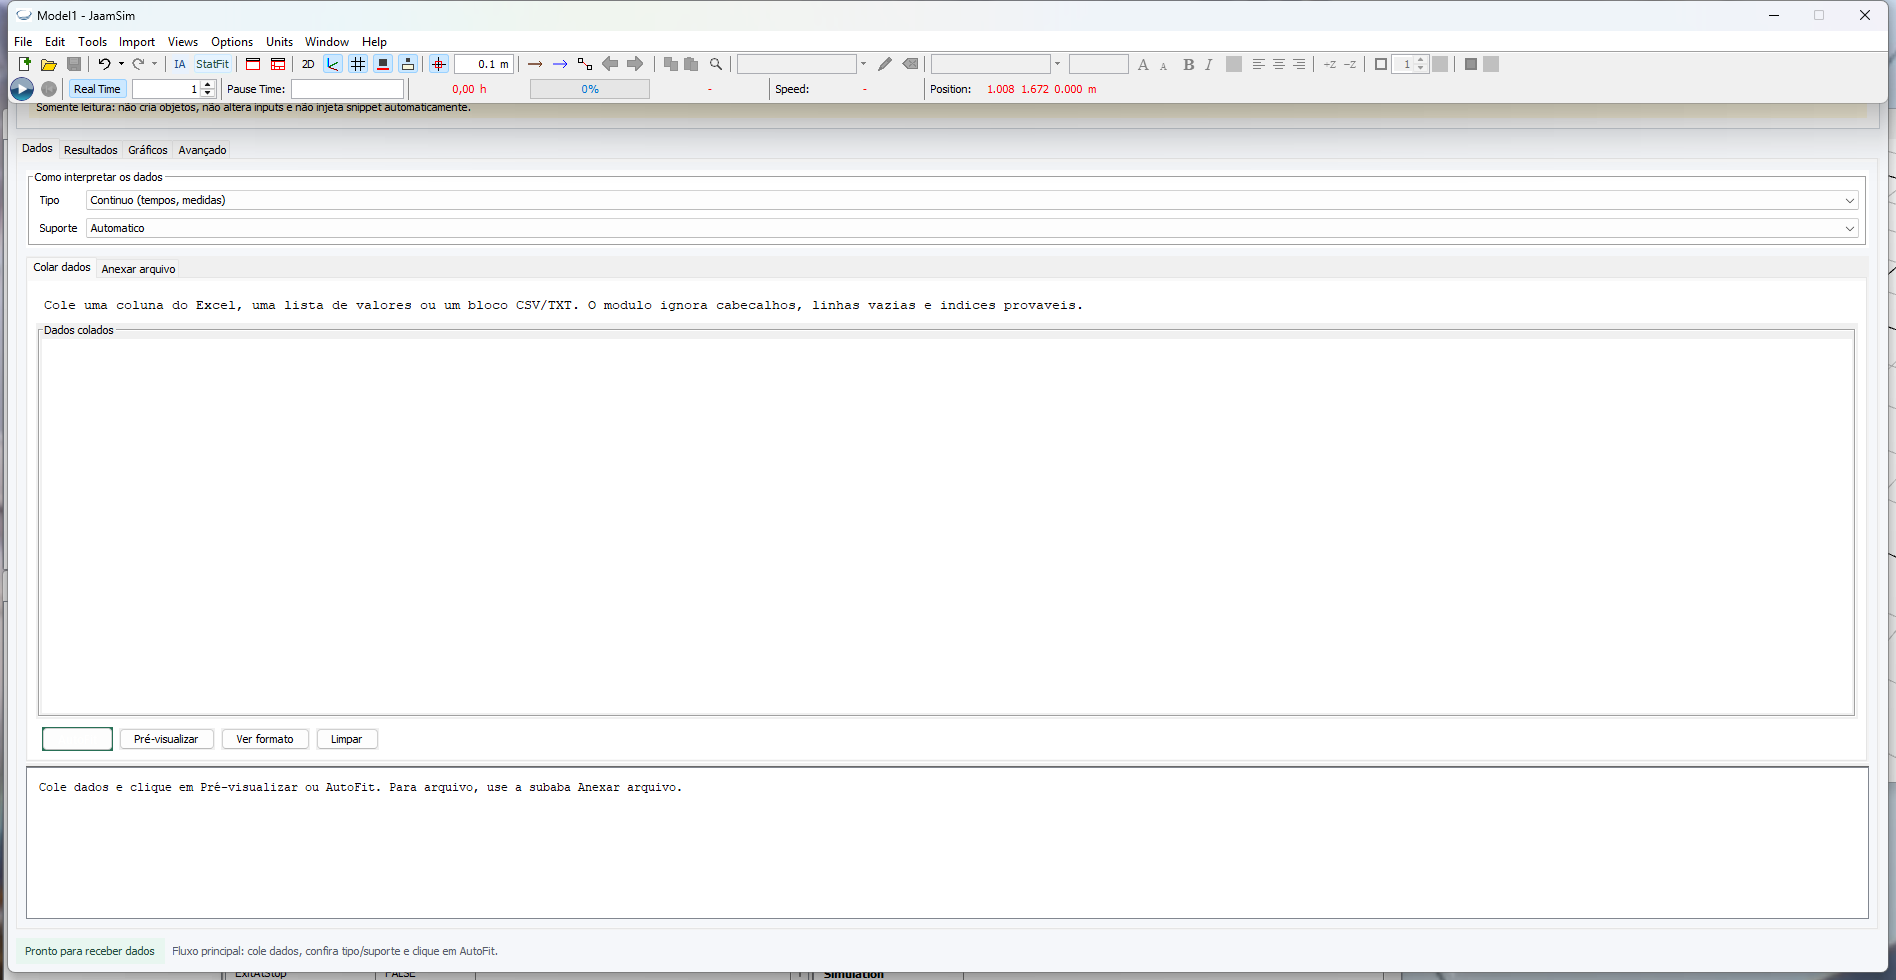 Model1 - JaamSim
File Edit Tools Import Views Options Units Window Help
IA StatFit 2D 0.1 m A A B I +Z -Z 1
Real Time 1 Pause Time: 0,00 h 0% - Speed: - Position: 1.008 1.672 0.000 m
Somente leitura: não cria objetos, não altera inputs e não injeta snippet automaticamente.
Dados Resultados Gráficos Avançado
Como interpretar os dados
Tipo Continuo (tempos, medidas)
Suporte Automatico
Colar dados Anexar arquivo
Cole uma coluna do Excel, uma lista de valores ou um bloco CSV/TXT. O modulo ignora cabecalhos, linhas vazias e indices provaveis.
Dados colados
Pré-visualizar Ver formato Limpar
Cole dados e clique em Pré-visualizar ou AutoFit. Para arquivo, use a subaba Anexar arquivo.
Pronto para receber dados Fluxo principal: cole dados, confira tipo/suporte e clique em AutoFit.
ExitAtStop FALSE Simulation